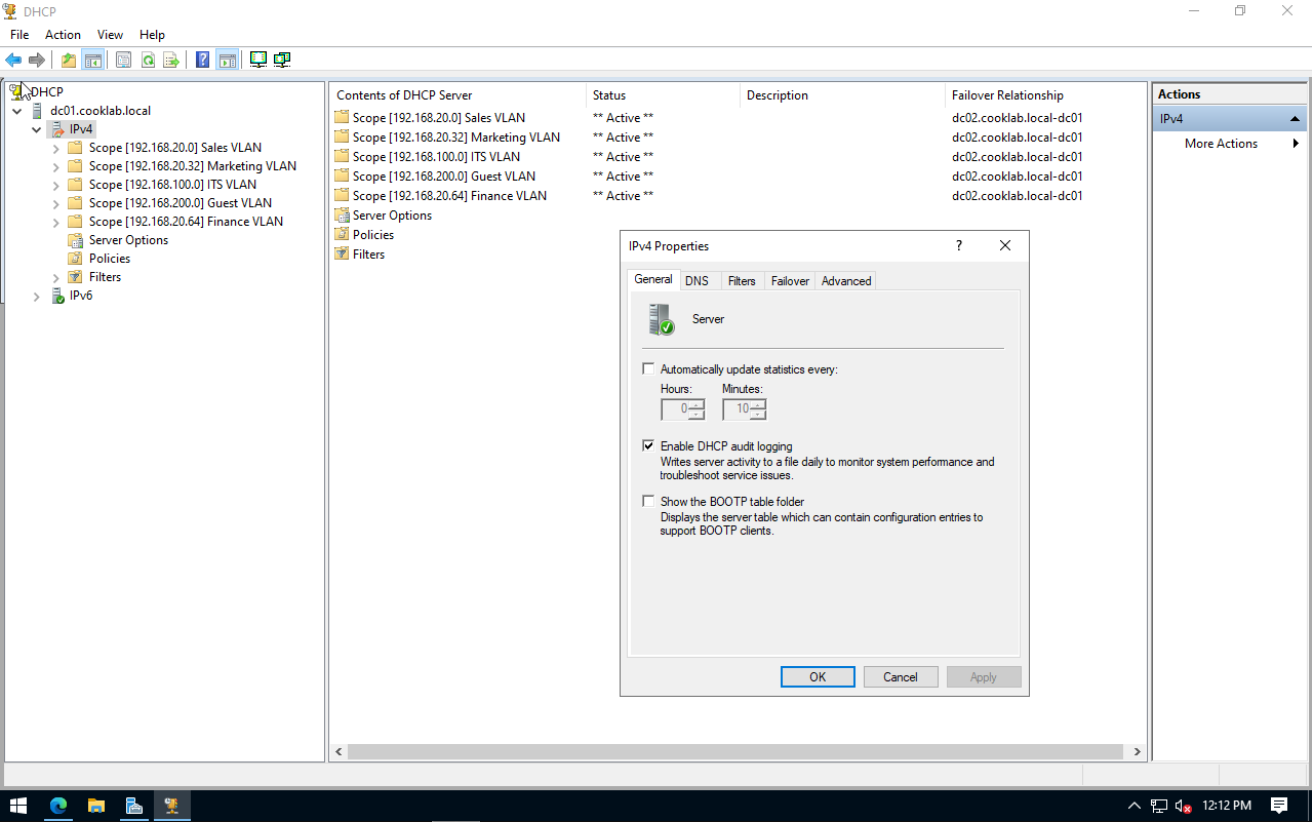 DHCP
File Action View Help
DHCP
dc01.cooklab.local
IPv4
Scope [192.168.20.0] Sales VLAN
Scope [192.168.20.32] Marketing VLAN
Scope [192.168.100.0] ITS VLAN
Scope [192.168.200.0] Guest VLAN
Scope [192.168.20.64] Finance VLAN
Server Options
Policies
Filters
IPv6
Contents of DHCP Server Status Description Failover Relationship
Scope [192.168.20.0] Sales VLAN ** Active ** dc02.cooklab.local-dc01
Scope [192.168.20.32] Marketing VLAN ** Active ** dc02.cooklab.local-dc01
Scope [192.168.100.0] ITS VLAN ** Active ** dc02.cooklab.local-dc01
Scope [192.168.200.0] Guest VLAN ** Active ** dc02.cooklab.local-dc01
Scope [192.168.20.64] Finance VLAN ** Active ** dc02.cooklab.local-dc01
Server Options
Policies
Filters
IPv4 Properties
General DNS Filters Failover Advanced
Server
Automatically update statistics every:
Hours: Minutes:
0 10
Enable DHCP audit logging
Writes server activity to a file daily to monitor system performance and
troubleshoot service issues.
Show the BOOTP table folder
Displays the server table which can contain configuration entries to
support BOOTP clients.
OK Cancel Apply
Actions
IPv4
More Actions
12:12 PM